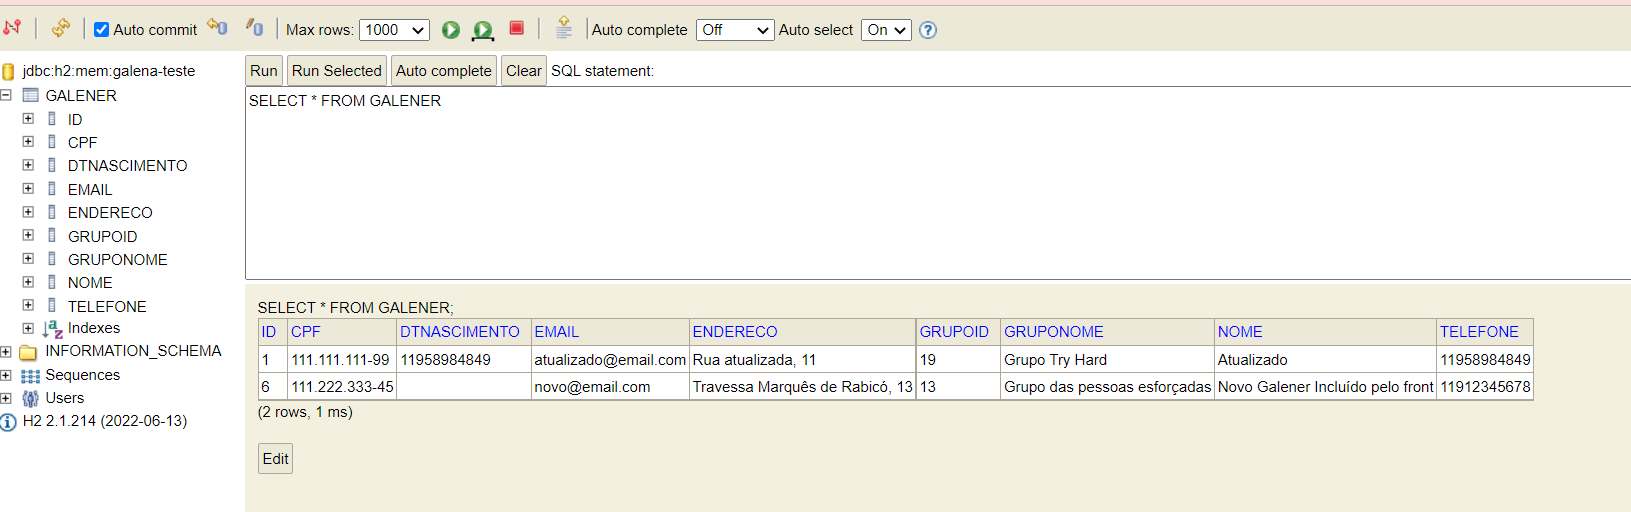 Auto commit Max rows: 1000 Auto complete Off Auto select On
jdbc:h2:mem:galena-teste
GALENER
ID
CPF
DTNASCIMENTO
EMAIL
ENDERECO
GRUPOID
GRUPONOME
NOME
TELEFONE
Indexes
INFORMATION_SCHEMA
Sequences
Users
H2 2.1.214 (2022-06-13)
Run Run Selected Auto complete Clear SQL statement:
SELECT * FROM GALENER
SELECT * FROM GALENER;
ID CPF DTNASCIMENTO EMAIL ENDERECO GRUPOID GRUPONOME NOME TELEFONE
1 111.111.111-99 11958984849 atualizado@email.com Rua atualizada, 11 19 Grupo Try Hard Atualizado 11958984849
6 111.222.333-45 novo@email.com Travessa Marquês de Rabicó, 13 13 Grupo das pessoas esforçadas Novo Galener Incluído pelo front 11912345678
(2 rows, 1 ms)
Edit